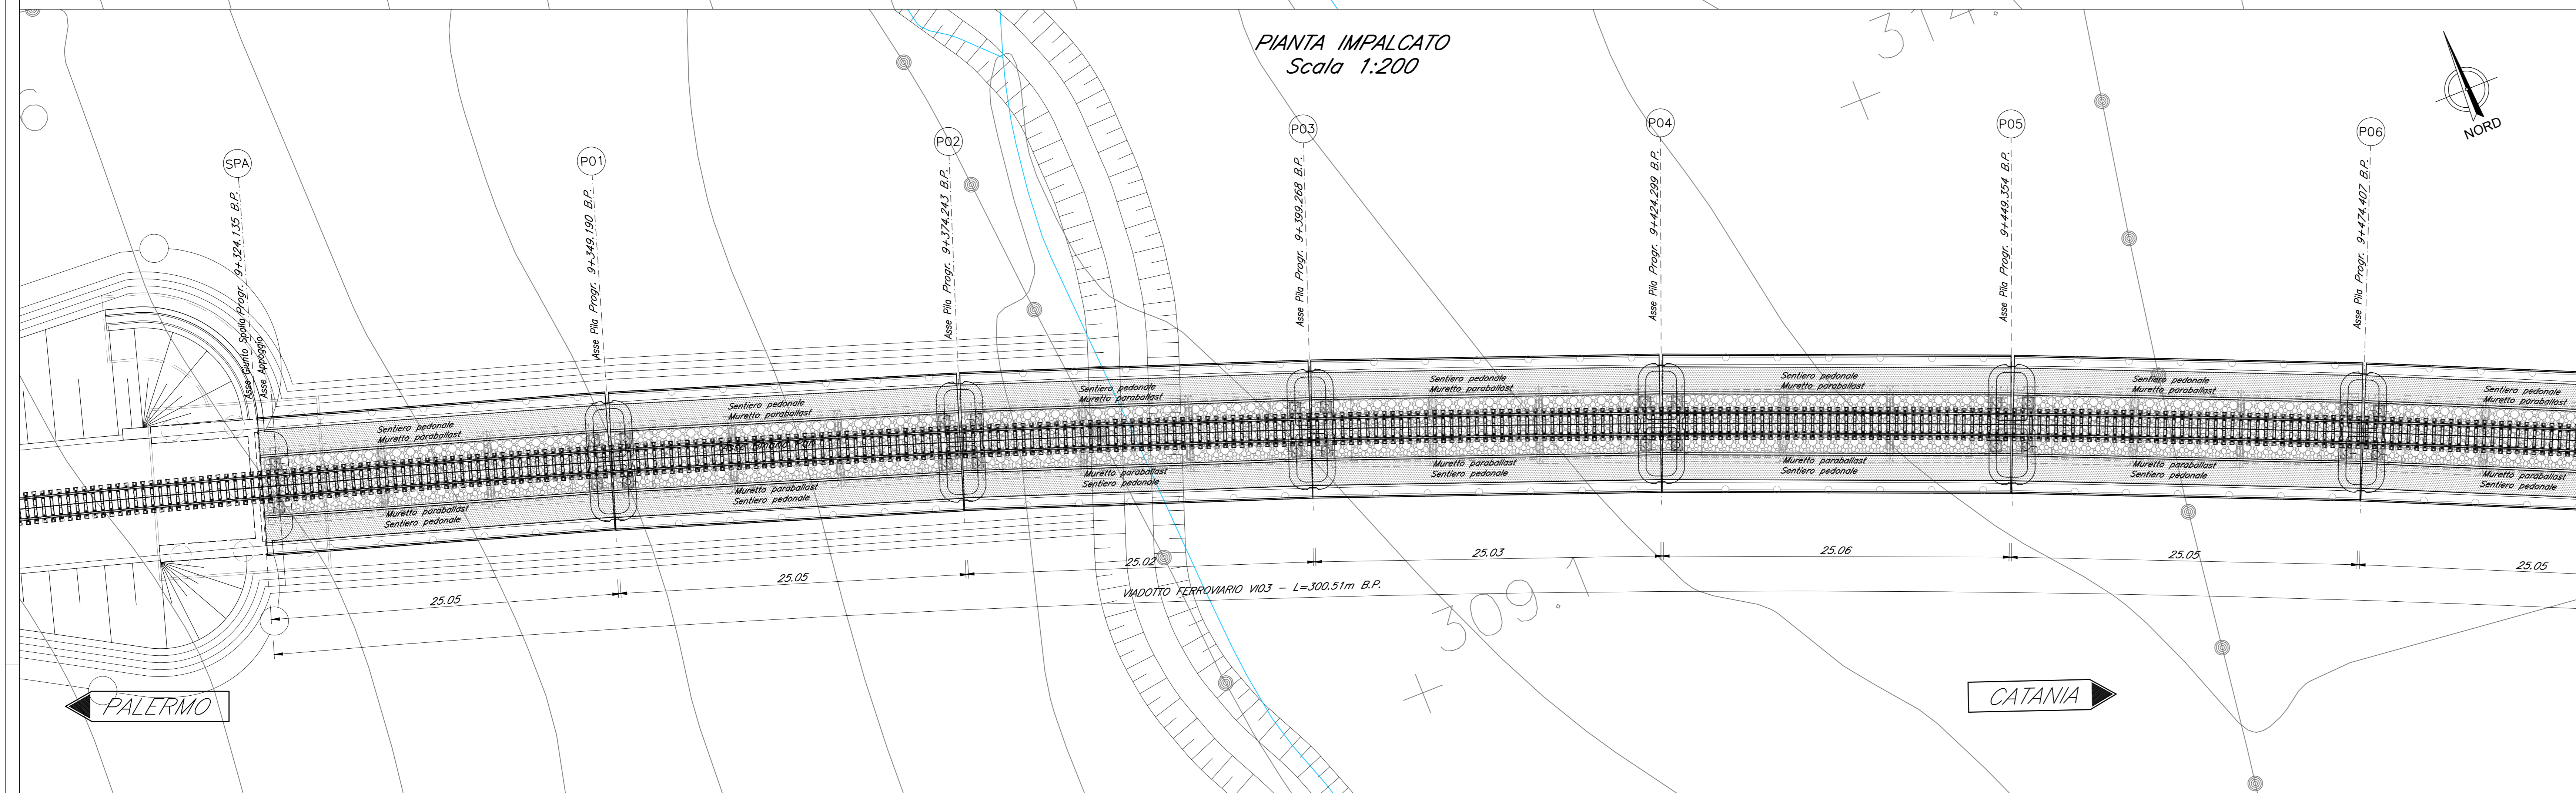 PIANTA IMPALCATO
Scala 1:200
314.
NORD
SPA
P01
P02
P03
P04
P05
P06
Asse Giunto Spalla Progr. 9+324.135 B.P.
Asse Appoggio
Asse Pila Progr. 9+349.190 B.P.
Asse Pila Progr. 9+374.243 B.P.
Asse Pila Progr. 9+399.268 B.P.
Asse Pila Progr. 9+424.299 B.P.
Asse Pila Progr. 9+449.354 B.P.
Asse Pila Progr. 9+474.407 B.P.
Sentiero pedonale
Muretto paraballast
Sentiero pedonale
Muretto paraballast
Sentiero pedonale
Muretto paraballast
Sentiero pedonale
Muretto paraballast
Sentiero pedonale
Muretto paraballast
Sentiero pedonale
Muretto paraballast
Sentiero pedonale
Muretto paraballast
Muretto paraballast
Sentiero pedonale
Muretto paraballast
Sentiero pedonale
Muretto paraballast
Sentiero pedonale
Muretto paraballast
Sentiero pedonale
Muretto paraballast
Sentiero pedonale
Muretto paraballast
Sentiero pedonale
Muretto paraballast
Sentiero pedonale
25.05
25.05
25.02
25.03
25.06
25.05
25.05
VIADOTTO FERROVIARIO VI03 - L=300.51m B.P.
309.1
PALERMO
CATANIA